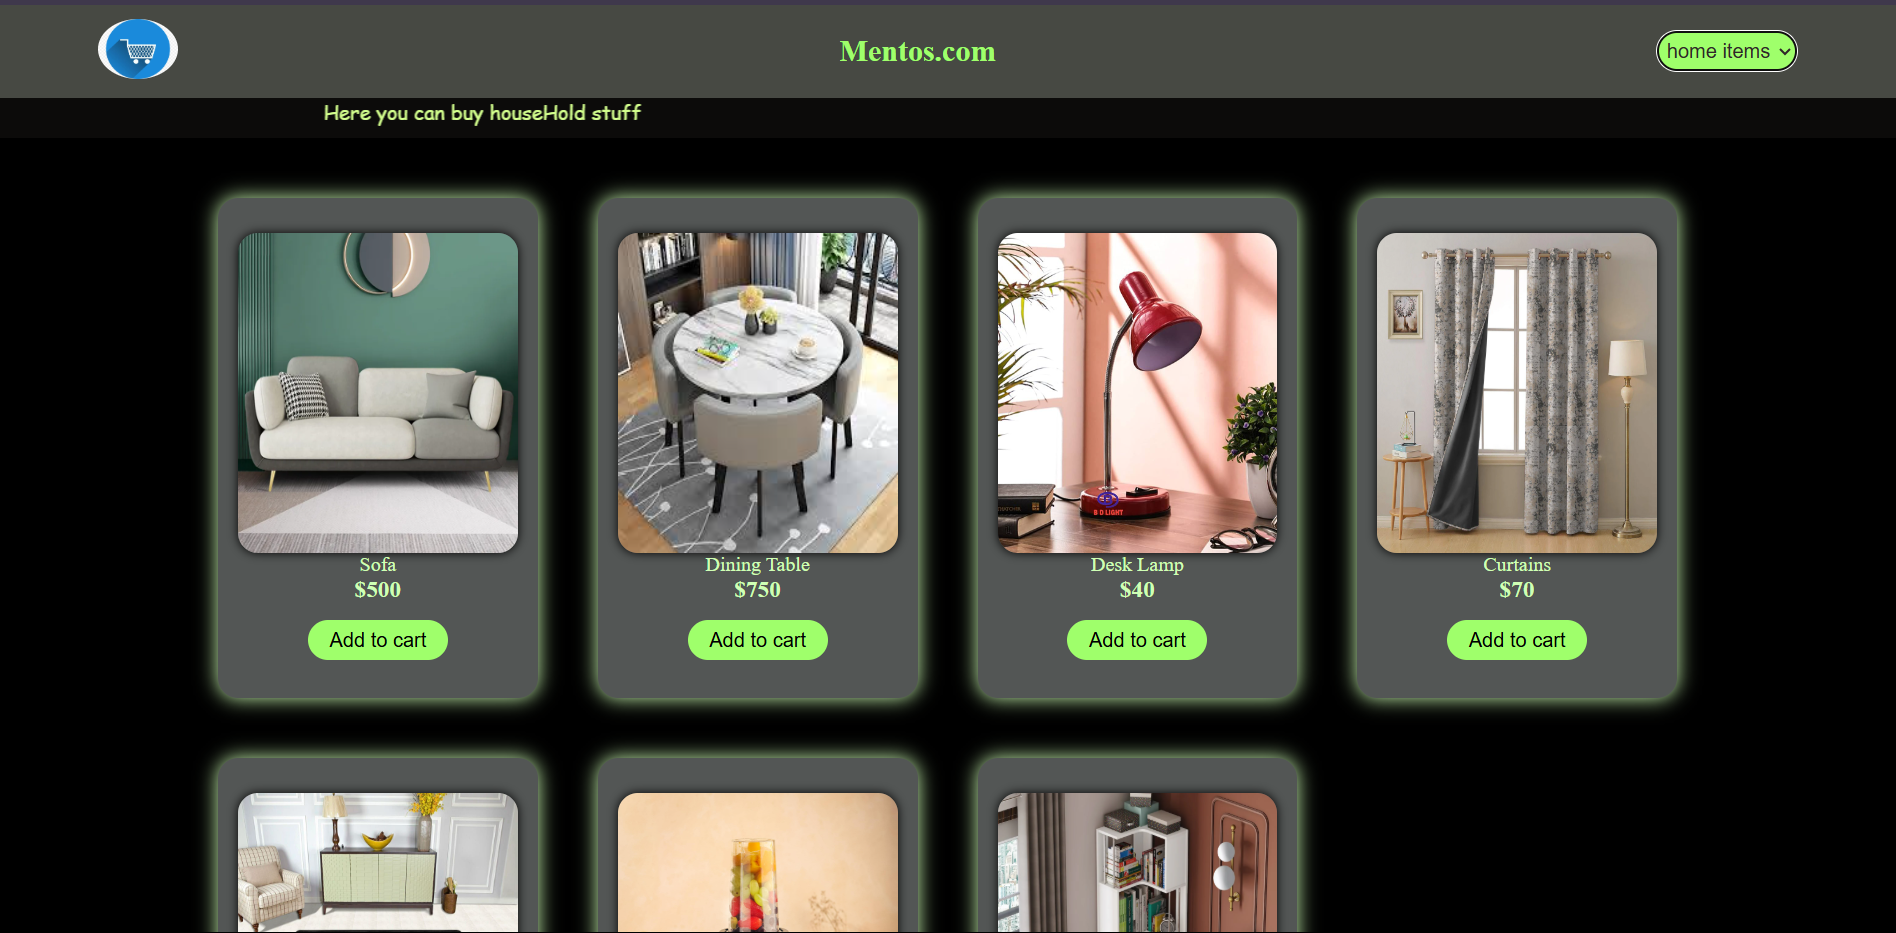 Mentos.com
home items
Here you can buy houseHold stuff
Sofa
$500
Add to cart
Dining Table
$750
Add to cart
B D LIGHT
Desk Lamp
$40
Add to cart
Curtains
$70
Add to cart